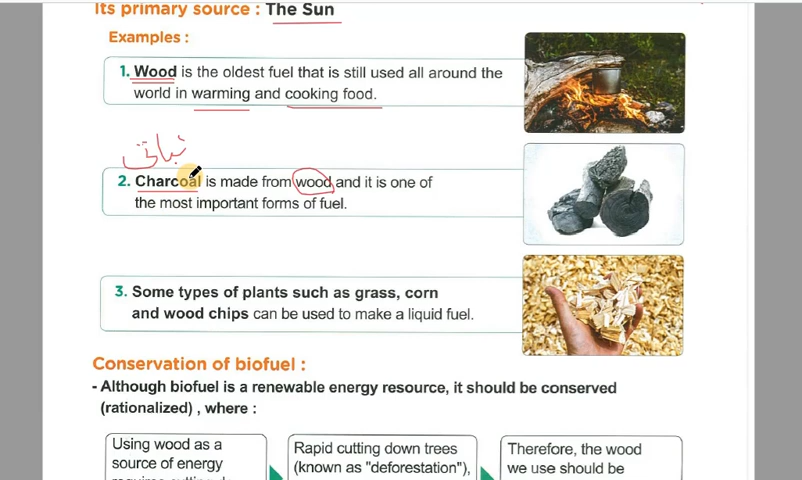 Its primary source : The Sun
Examples :
1. Wood is the oldest fuel that is still used all around the
world in warming and cooking food.
نباتى
2. Charcoal is made from wood and it is one of
the most important forms of fuel.
3. Some types of plants such as grass, corn
and wood chips can be used to make a liquid fuel.
Conservation of biofuel :
- Although biofuel is a renewable energy resource, it should be conserved
(rationalized) , where :
Using wood as a
source of energy
Rapid cutting down trees
(known as "deforestation"),
Therefore, the wood
we use should be